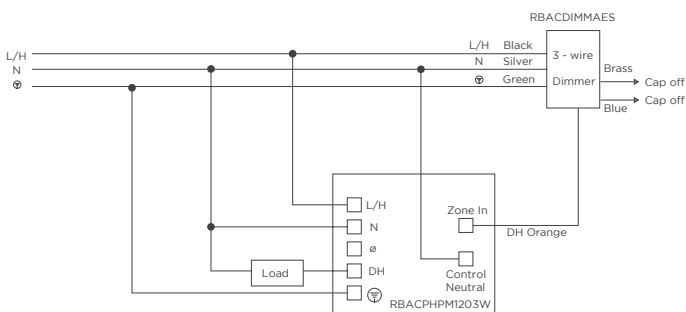 RBACDIMMAES
L/H
N
L/H Black
N Silver
Green
3 - wire
Dimmer
Brass
Cap off
Blue
Cap off
L/H
N
ø
DH
Load
Zone In
DH Orange
Control
Neutral
RBACPHPM1203W